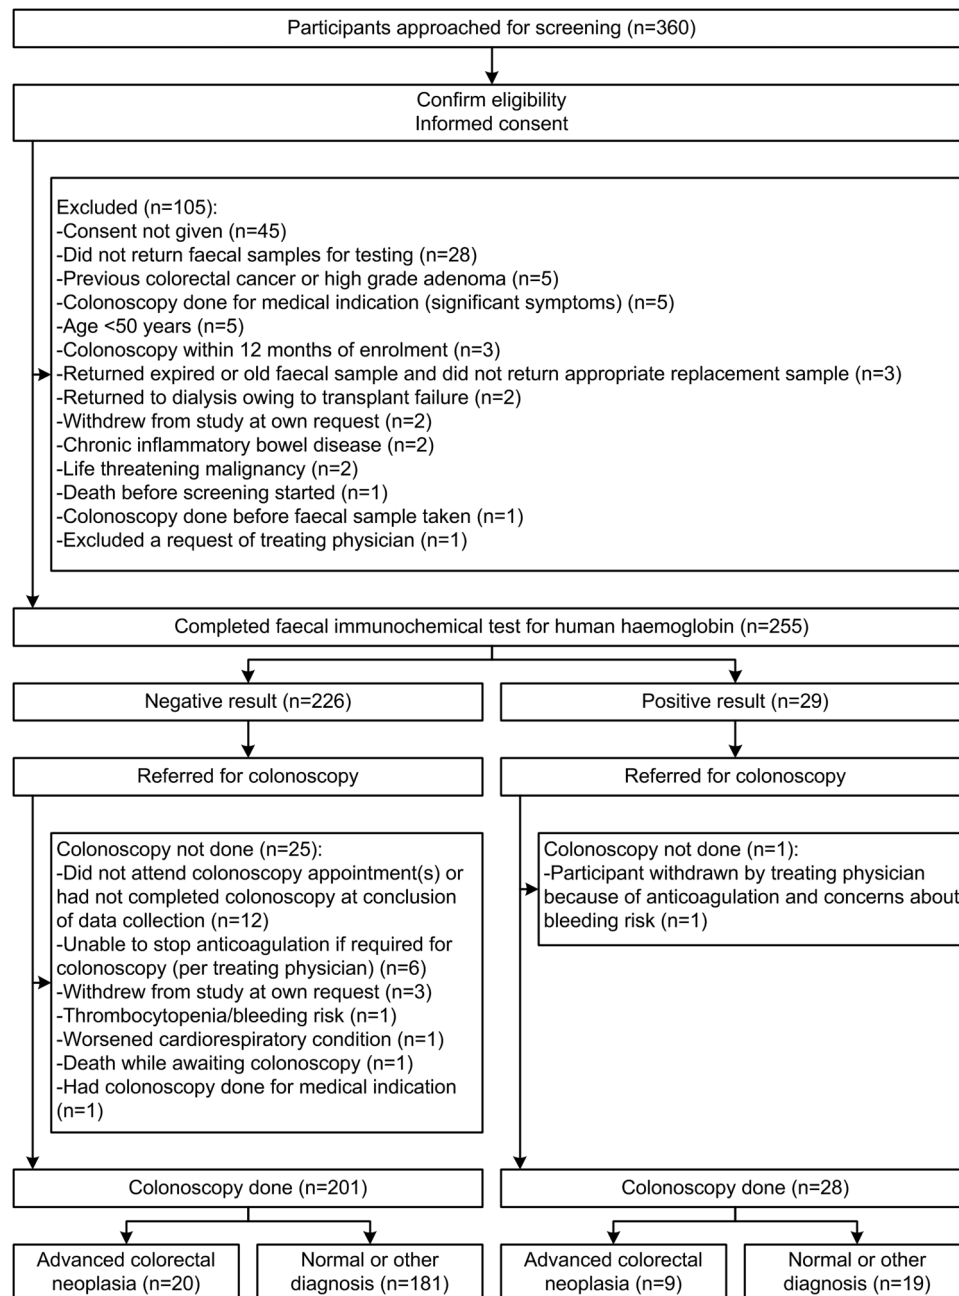 Participants approached for screening (n=360)
Confirm eligibility
Informed consent
Excluded (n=105):
-Consent not given (n=45)
-Did not return faecal samples for testing (n=28)
-Previous colorectal cancer or high grade adenoma (n=5)
-Colonoscopy done for medical indication (significant symptoms) (n=5)
-Age <50 years (n=5)
-Colonoscopy within 12 months of enrolment (n=3)
-Returned expired or old faecal sample and did not return appropriate replacement sample (n=3)
-Returned to dialysis owing to transplant failure (n=2)
-Withdrew from study at own request (n=2)
-Chronic inflammatory bowel disease (n=2)
-Life threatening malignancy (n=2)
-Death before screening started (n=1)
-Colonoscopy done before faecal sample taken (n=1)
-Excluded a request of treating physician (n=1)
Completed faecal immunochemical test for human haemoglobin (n=255)
Negative result (n=226)
Positive result (n=29)
Referred for colonoscopy
Referred for colonoscopy
Colonoscopy not done (n=25):
-Did not attend colonoscopy appointment(s) or
had not completed colonoscopy at conclusion
of data collection (n=12)
-Unable to stop anticoagulation if required for
colonoscopy (per treating physician) (n=6)
-Withdrew from study at own request (n=3)
-Thrombocytopenia/bleeding risk (n=1)
-Worsened cardiorespiratory condition (n=1)
-Death while awaiting colonoscopy (n=1)
-Had colonoscopy done for medical indication
(n=1)
Colonoscopy not done (n=1):
-Participant withdrawn by treating physician
because of anticoagulation and concerns about
bleeding risk (n=1)
Colonoscopy done (n=201)
Colonoscopy done (n=28)
Advanced colorectal
neoplasia (n=20)
Normal or other
diagnosis (n=181)
Advanced colorectal
neoplasia (n=9)
Normal or other
diagnosis (n=19)